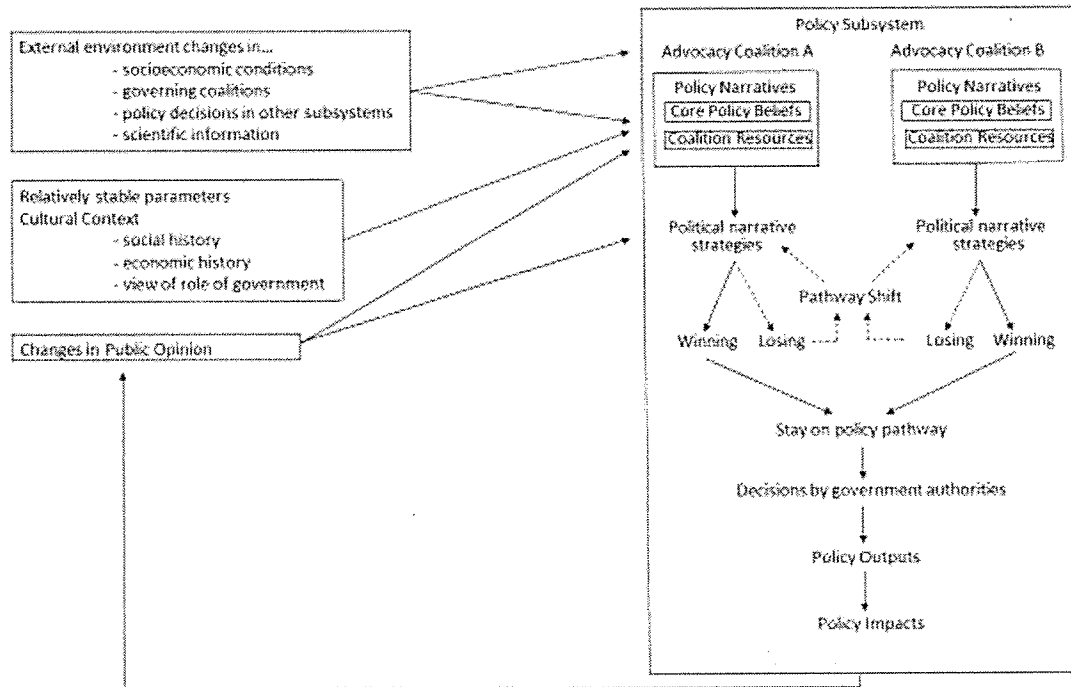 External environment changes in...
- socioeconomic conditions
- governing coalitions
- policy decisions in other subsystems
- scientific information
Relatively stable parameters
Cultural Context
- social history
- economic history
- view of role of government
Changes in Public Opinion
Policy Subsystem
Advocacy Coalition A
Advocacy Coalition B
Policy Narratives
Core Policy Beliefs
Coalition Resources
Policy Narratives
Core Policy Beliefs
Coalition Resources
Political narrative
strategies
Political narrative
strategies
Pathway Shift
Winning
Losing
Losing
Winning
Stay on policy pathway
Decisions by government authorities
Policy Outputs
Policy Impacts